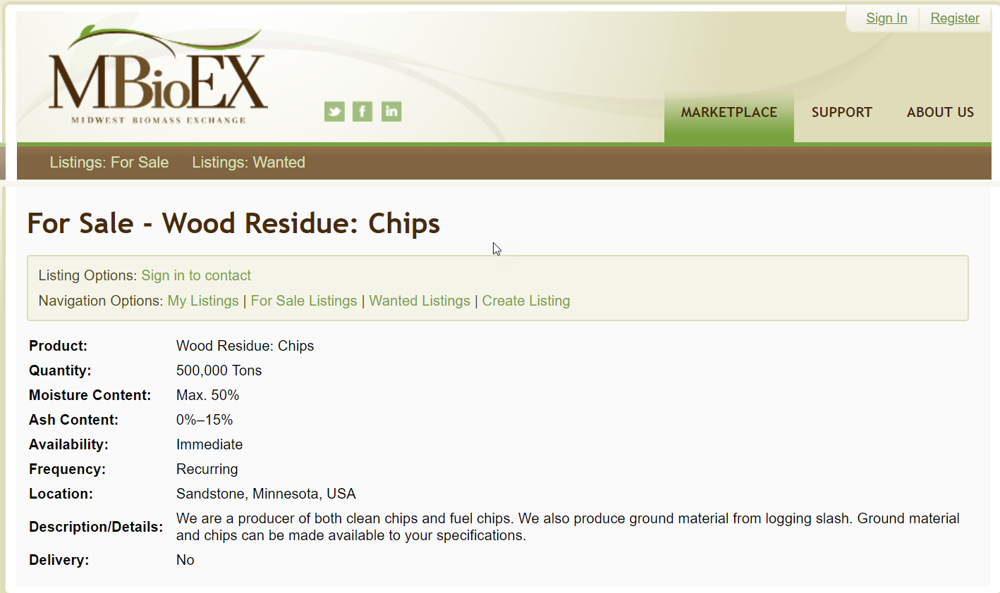 Sign In Register
MBioEX
MIDWEST BIOMASS EXCHANGE
MARKETPLACE SUPPORT ABOUT US
Listings: For Sale Listings: Wanted
For Sale - Wood Residue: Chips
Listing Options: Sign in to contact
Navigation Options: My Listings | For Sale Listings | Wanted Listings | Create Listing
Product: Wood Residue: Chips
Quantity: 500,000 Tons
Moisture Content: Max. 50%
Ash Content: 0%–15%
Availability: Immediate
Frequency: Recurring
Location: Sandstone, Minnesota, USA
Description/Details: We are a producer of both clean chips and fuel chips. We also produce ground material from logging slash. Ground material
and chips can be made available to your specifications.
Delivery: No